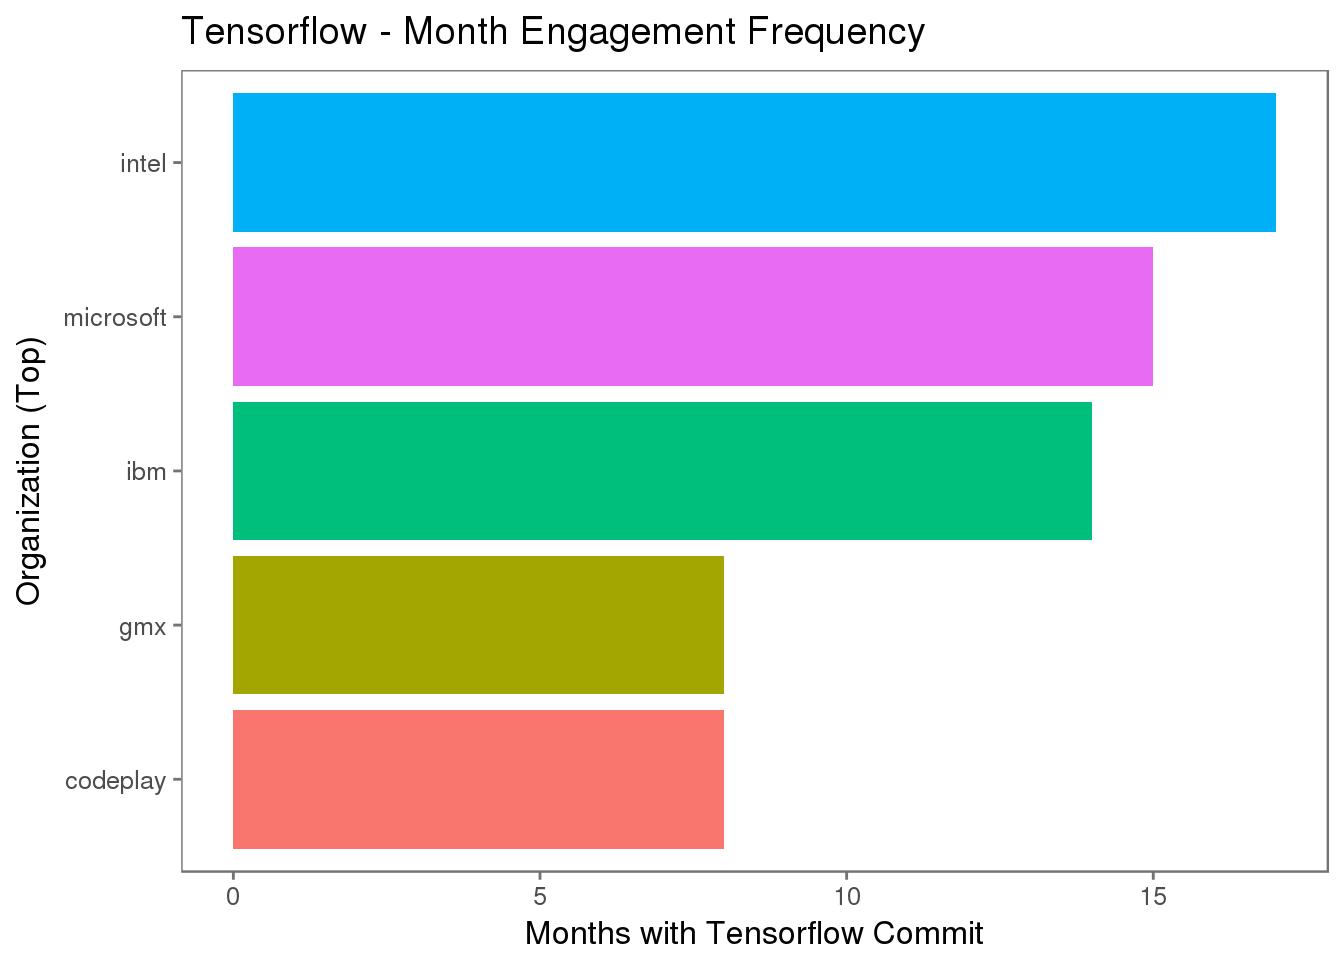 Tensorflow - Month Engagement Frequency
Organization (Top)
intel
microsoft
ibm
gmx
codeplay
0 5 10 15
Months with Tensorflow Commit